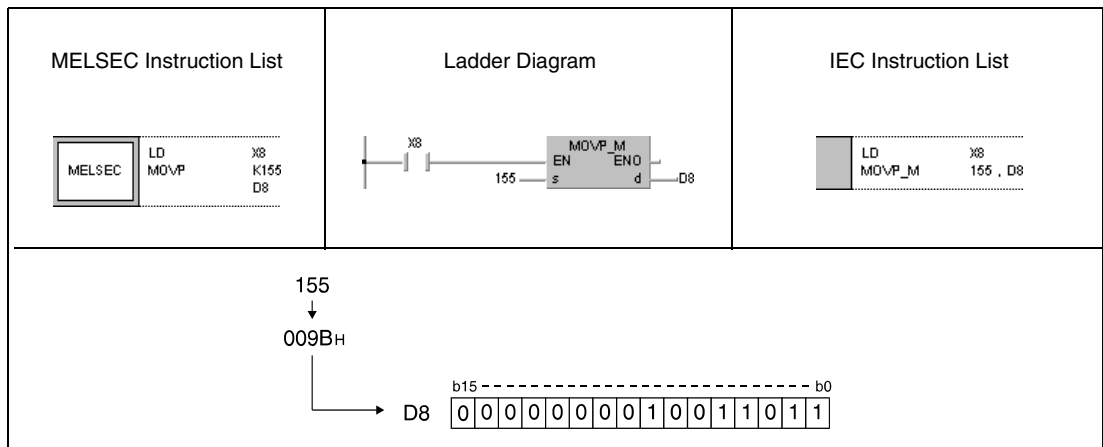 MELSEC Instruction List
Ladder Diagram
IEC Instruction List
MELSEC
LD X8
MOVP K155
D8
X8
MOVP_M
EN ENO
155 s d D8
LD X8
MOVP_M 155 , D8
155
009BH
b15 b0
D8 0 0 0 0 0 0 0 0 1 0 0 1 1 0 1 1